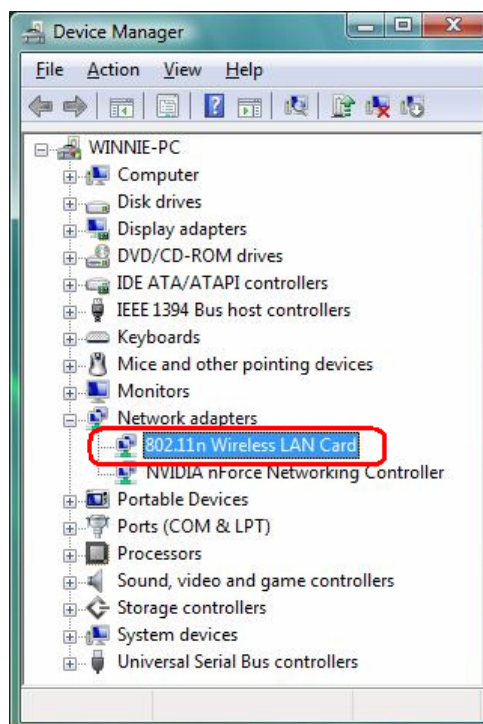 Device Manager
File Action View Help
WINNIE-PC
Computer
Disk drives
Display adapters
DVD/CD-ROM drives
IDE ATA/ATAPI controllers
IEEE 1394 Bus host controllers
Keyboards
Mice and other pointing devices
Monitors
Network adapters
802.11n Wireless LAN Card
NVIDIA nForce Networking Controller
Portable Devices
Ports (COM & LPT)
Processors
Sound, video and game controllers
Storage controllers
System devices
Universal Serial Bus controllers